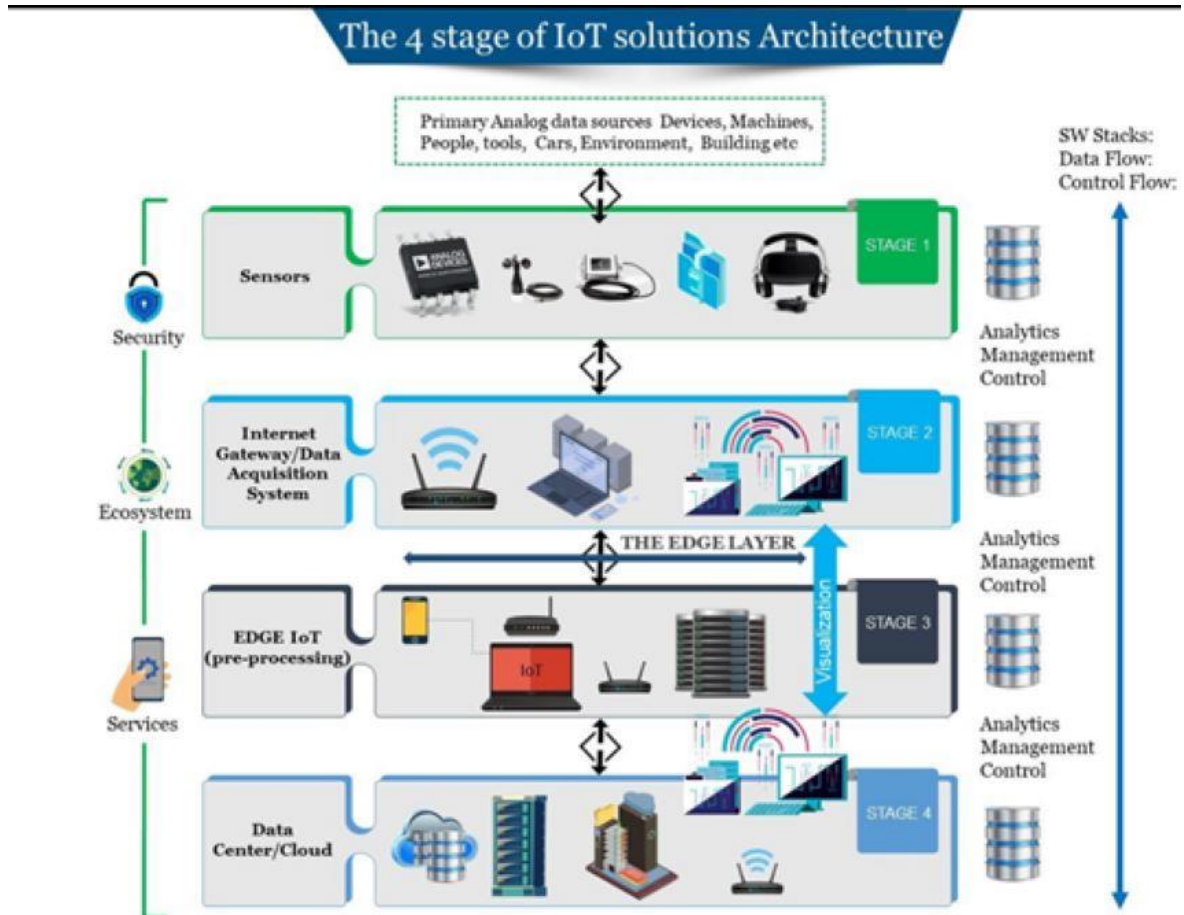 The 4 stage of IoT solutions Architecture
Primary Analog data sources Devices, Machines,
People, tools, Cars, Environment, Building etc
SW Stacks:
Data Flow:
Control Flow:
Sensors
ANALOG
DEVICES
STAGE 1
Security
Analytics
Management
Control
Internet
Gateway/Data
Acquisition
System
STAGE 2
Ecosystem
THE EDGE LAYER
Analytics
Management
Control
EDGE IoT
(pre-processing)
IoT
Visualization
STAGE 3
Services
Analytics
Management
Control
Data
Center/Cloud
STAGE 4